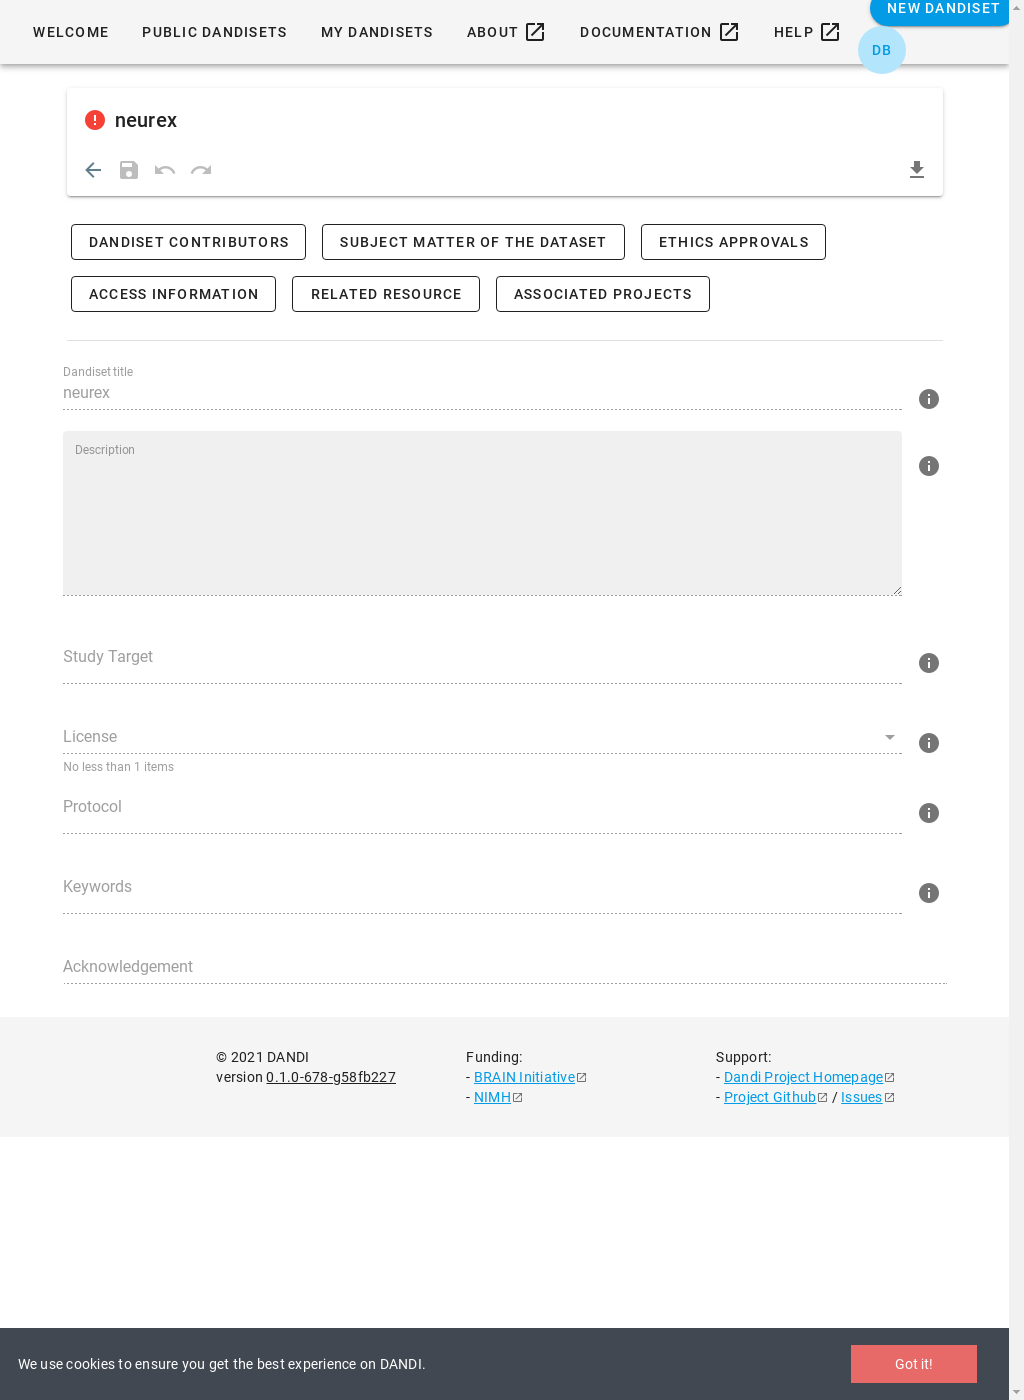 NEW DANDISET
WELCOME PUBLIC DANDISETS MY DANDISETS ABOUT DOCUMENTATION HELP
DB
neurex
DANDISET CONTRIBUTORS SUBJECT MATTER OF THE DATASET ETHICS APPROVALS
ACCESS INFORMATION RELATED RESOURCE ASSOCIATED PROJECTS
Dandiset title
neurex
Description
Study Target
License
No less than 1 items
Protocol
Keywords
Acknowledgement
© 2021 DANDI
version 0.1.0-678-g58fb227
Funding:
- BRAIN Initiative
- NIMH
Support:
- Dandi Project Homepage
- Project Github / Issues
We use cookies to ensure you get the best experience on DANDI.
Got it!